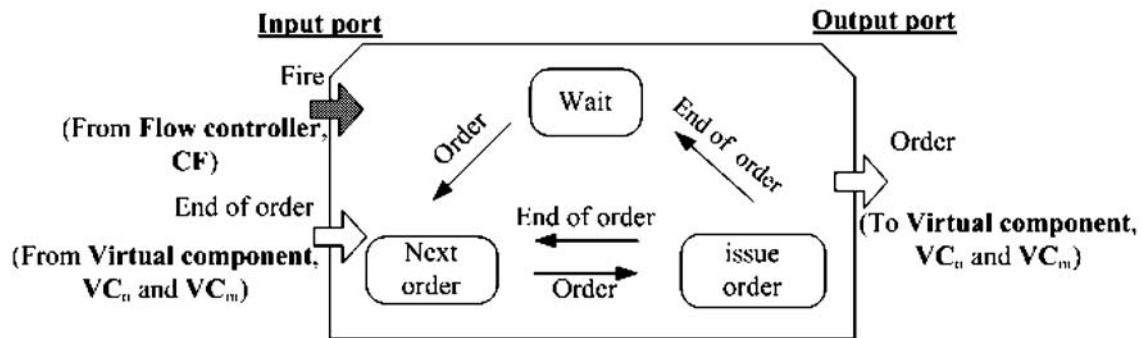 Input port
Output port
Fire
(From Flow controller,
CF)
End of order
(From Virtual component,
VCn and VCm)
Wait
Order
End of order
End of order
Order
Next
order
issue
order
Order
(To Virtual component,
VCn and VCm)